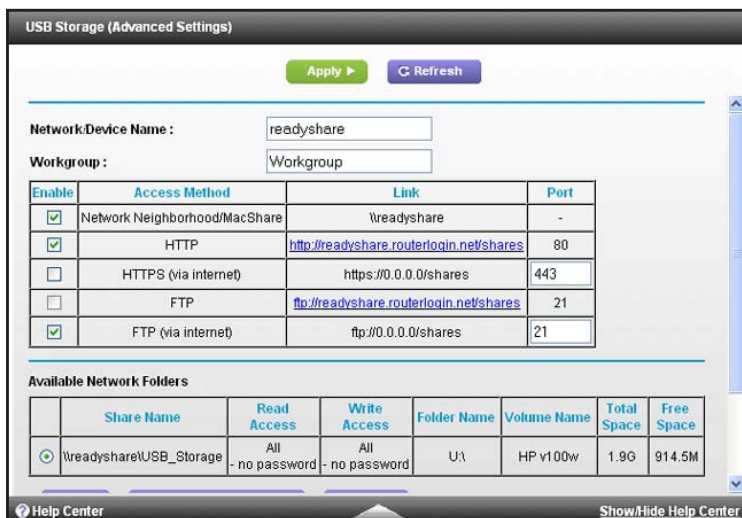 USB Storage (Advanced Settings)
Apply
Refresh
Network/Device Name : readyshare
Workgroup : Workgroup
Enable Access Method Link Port
Network Neighborhood/MacShare \\readyshare -
HTTP http://readyshare.routerlogin.net/shares 80
HTTPS (via internet) https://0.0.0.0/shares 443
FTP ftp://readyshare.routerlogin.net/shares 21
FTP (via internet) ftp://0.0.0.0/shares 21
Available Network Folders
Share Name Read Access Write Access Folder Name Volume Name Total Space Free Space
\\readyshare\USB_Storage All - no password All - no password U:\ HP v100w 1.9G 914.5M
Help Center Show/Hide Help Center